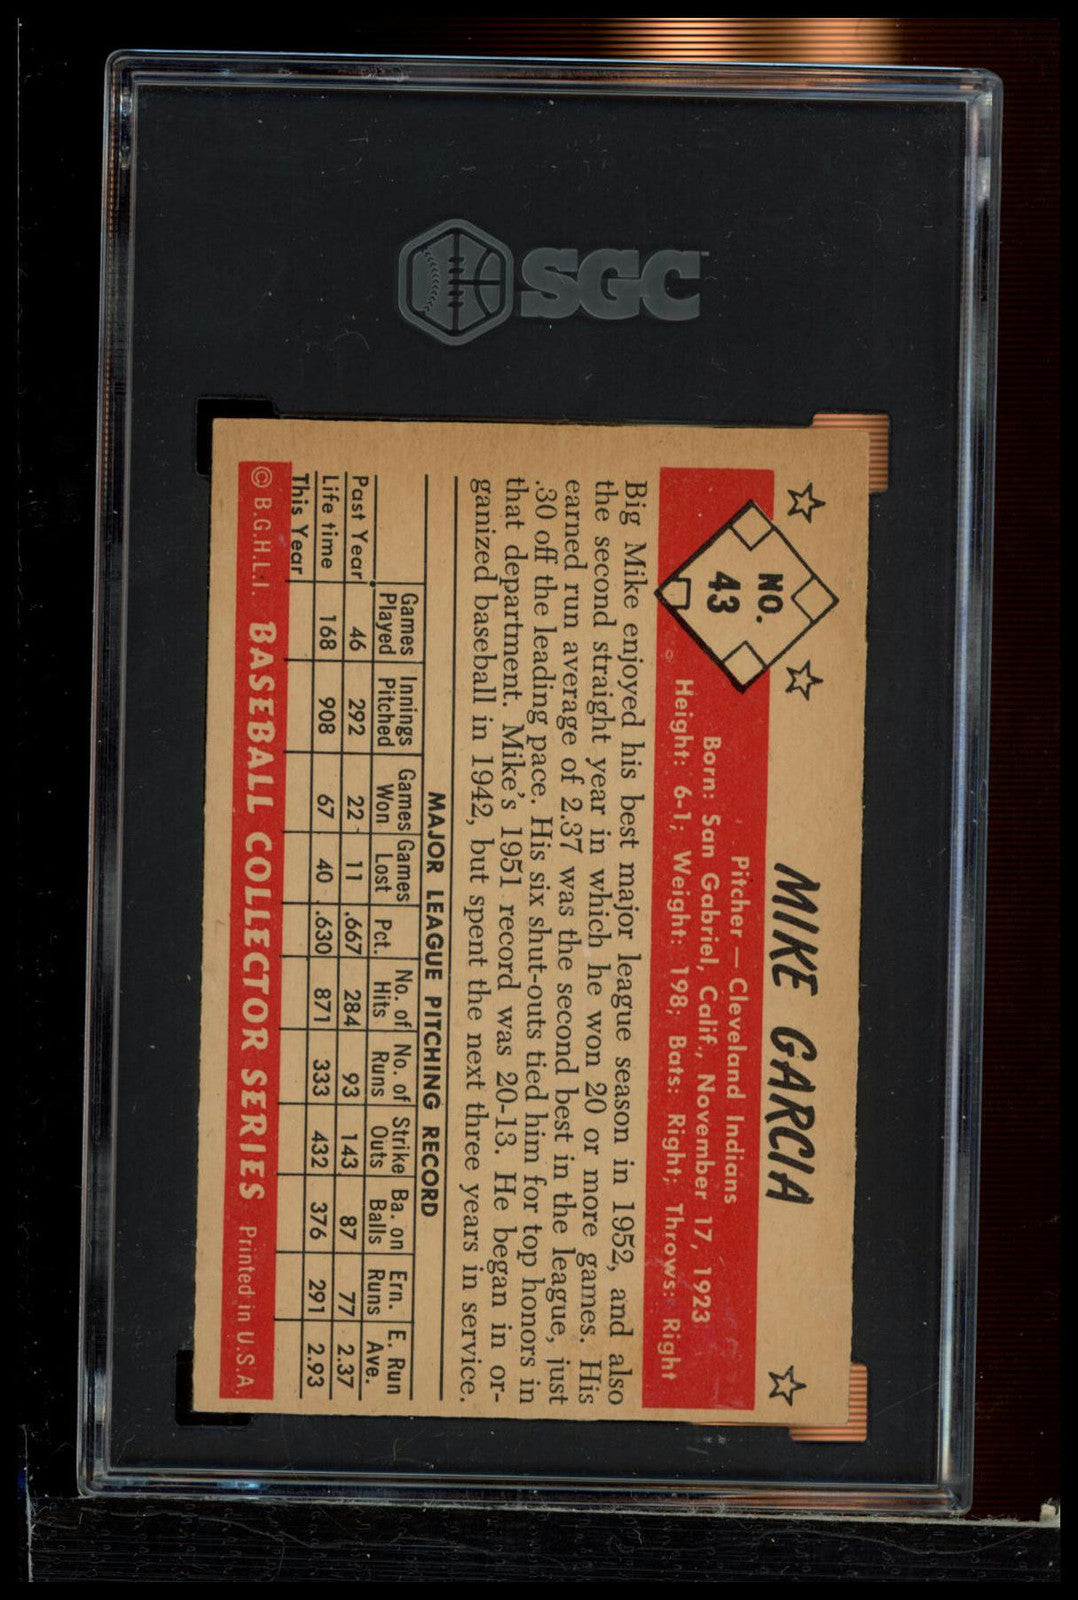 SGC
MIKE GARCIA
NO.
43
Pitcher — Cleveland Indians
Born: San Gabriel, Calif., November 17, 1923
Height: 6-1; Weight: 198; Bats: Right; Throws: Right
Big Mike enjoyed his best major league season in 1952, and also
the second straight year in which he won 20 or more games. His
earned run average of 2.37 was the second best in the league, just
.30 off the leading pace. His six shut-outs tied him for top honors in
that department. Mike's 1951 record was 20-13. He began in or-
ganized baseball in 1942, but spent the next three years in service.
MAJOR LEAGUE PITCHING RECORD
Games Played Innings Pitched Games Won Games Lost Pct. No. of Hits No. of Runs Strike Outs Ba. on Balls Ern. Runs E. Run Ave.
Past Year 46 292 22 11 .667 284 93 143 87 77 2.37
Life time 168 908 67 40 .630 871 333 432 376 291 2.93
This Year
© B.G.H.L.I. BASEBALL COLLECTOR SERIES Printed in U.S.A.